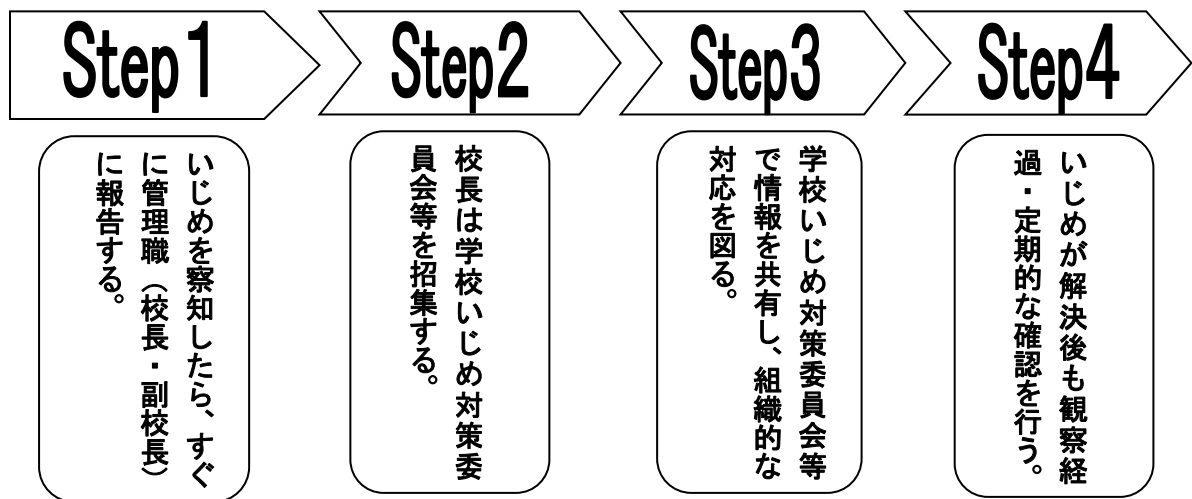 Step1
いじめを察知したら、すぐ
に管理職（校長・副校長）
に報告する。
Step2
校長は学校いじめ対策委
員会等を招集する。
Step3
学校いじめ対策委員会等
で情報を共有し、組織的な
対応を図る。
Step4
いじめが解決後も観察経
過・定期的な確認を行う。